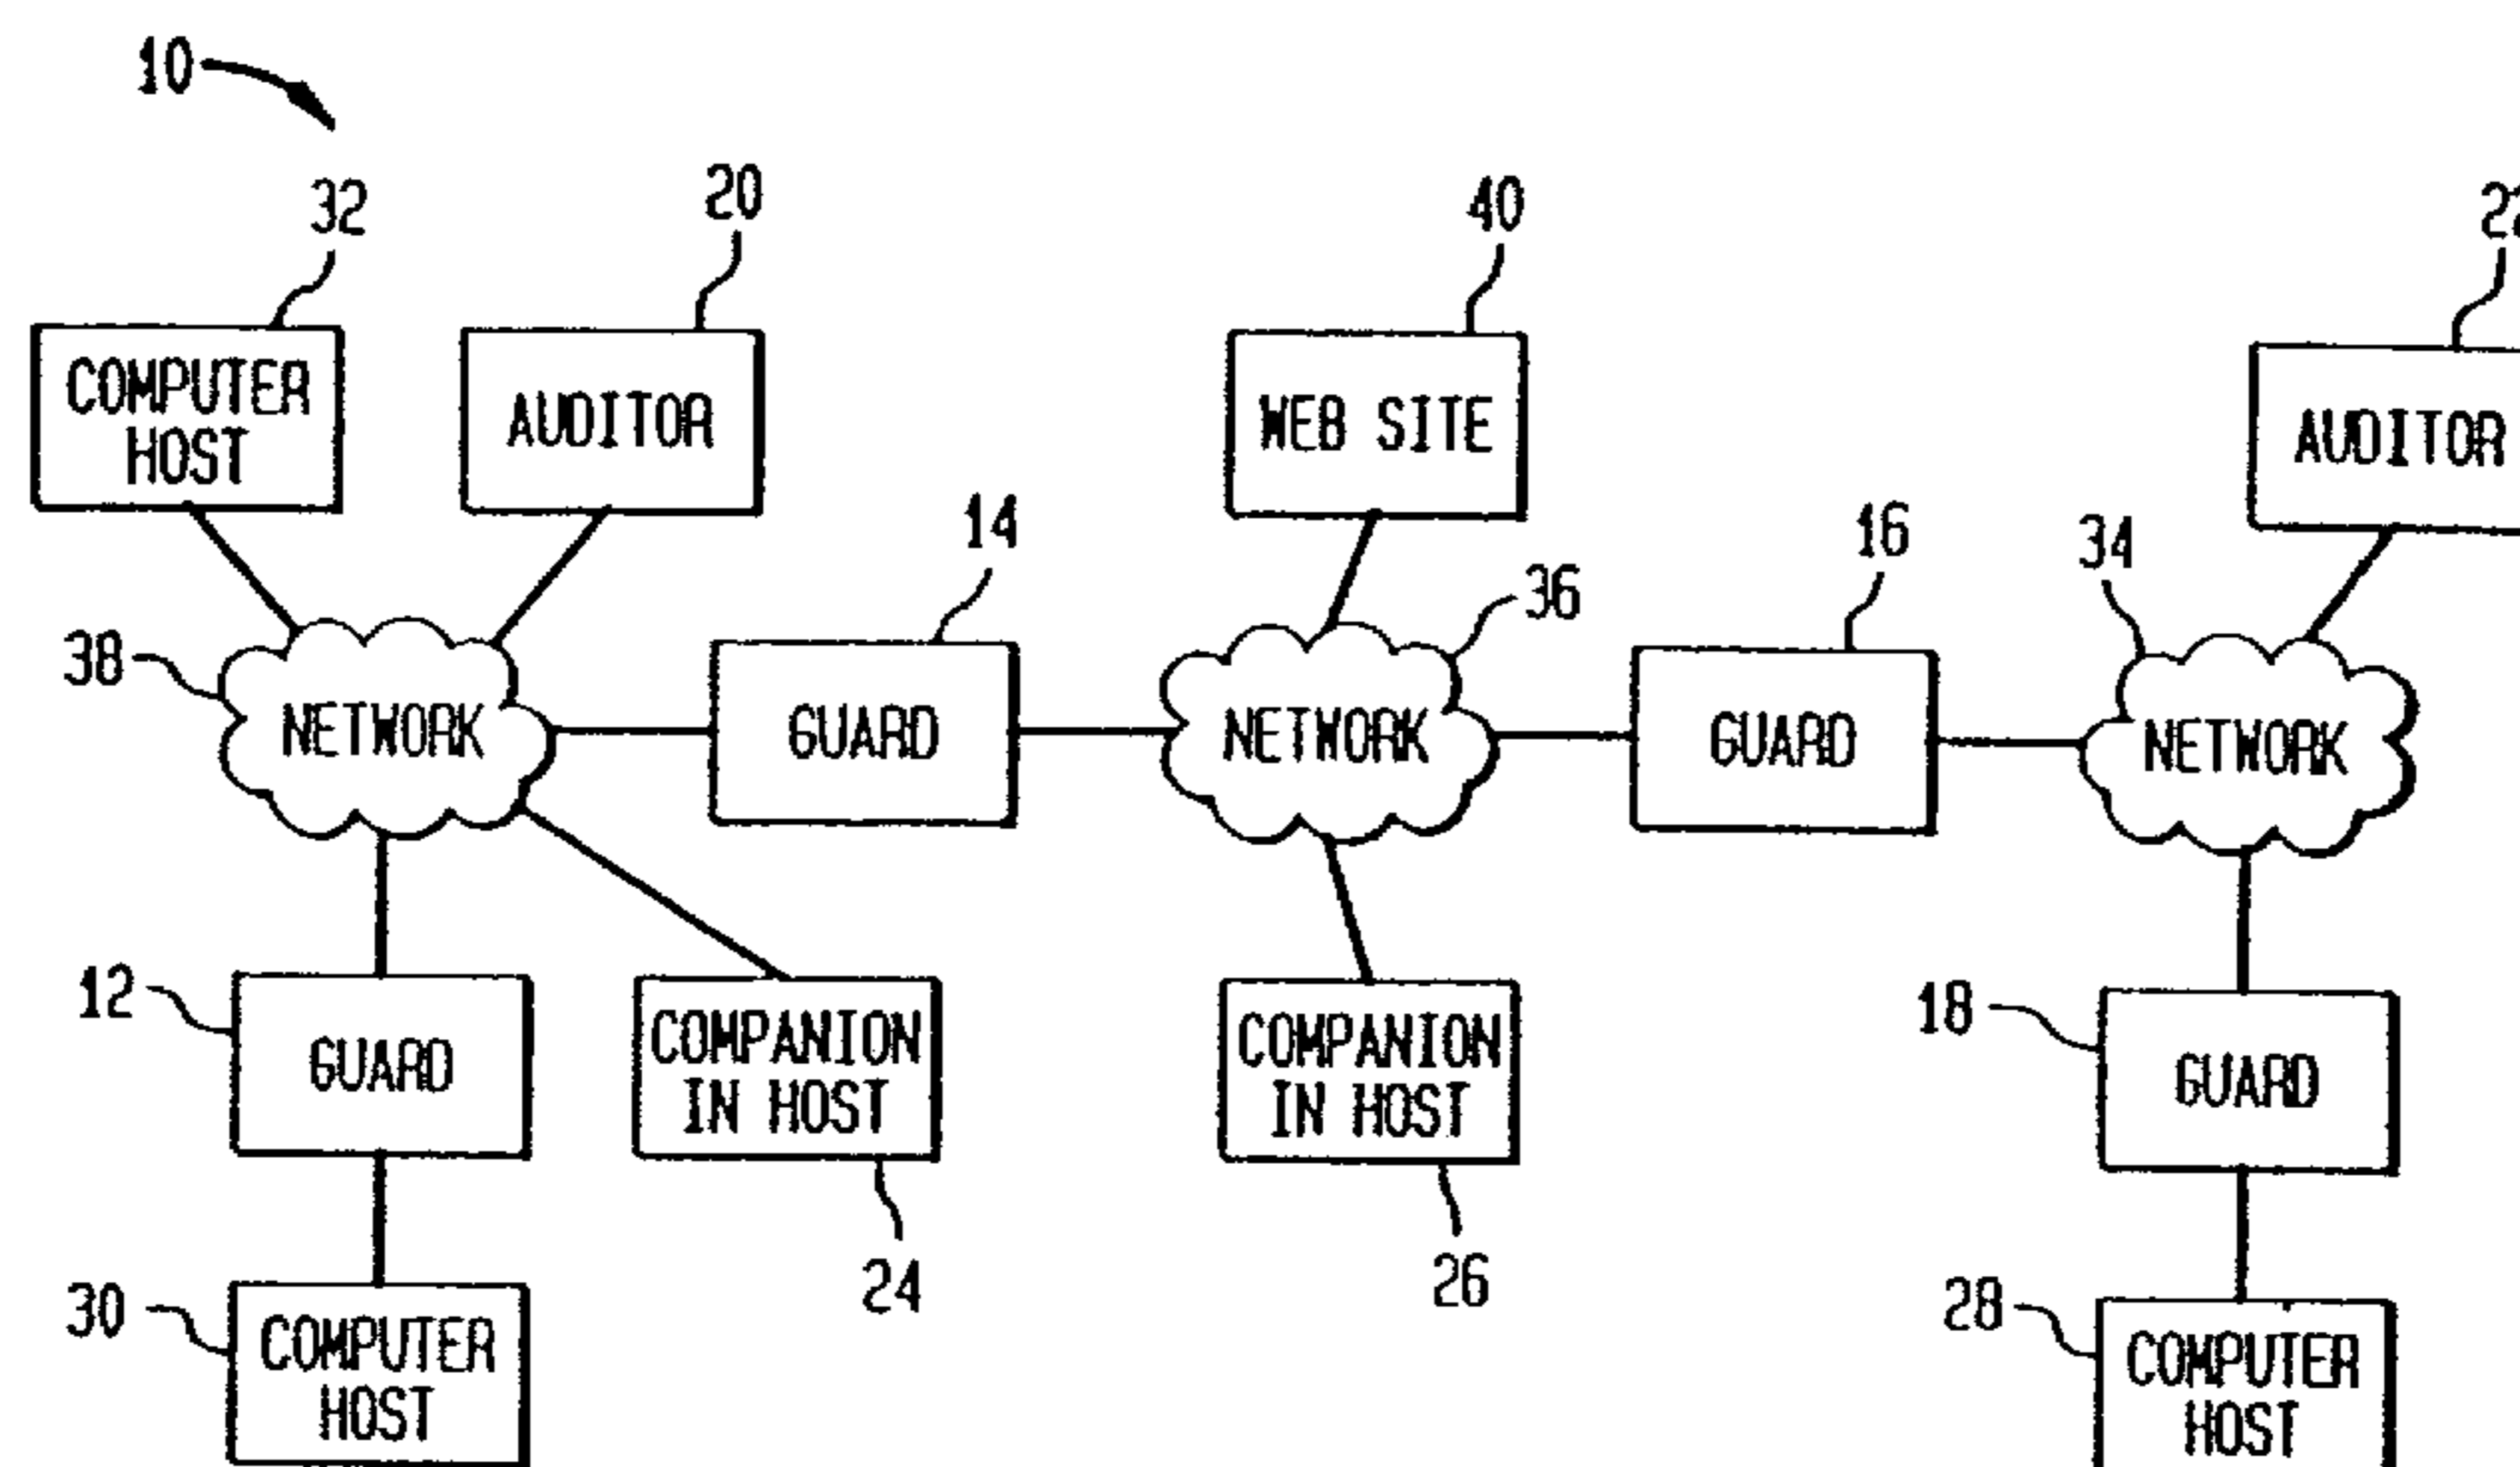 10
32
20
40
COMPUTER
HOST
AUDITOR
WEB SITE
AUDITOR
14
16
34
36
38
NETWORK
GUARD
NETWORK
GUARD
NETWORK
12
GUARD
COMPANION
IN HOST
COMPANION
IN HOST
18
GUARD
24
26
30
COMPUTER
HOST
28
COMPUTER
HOST